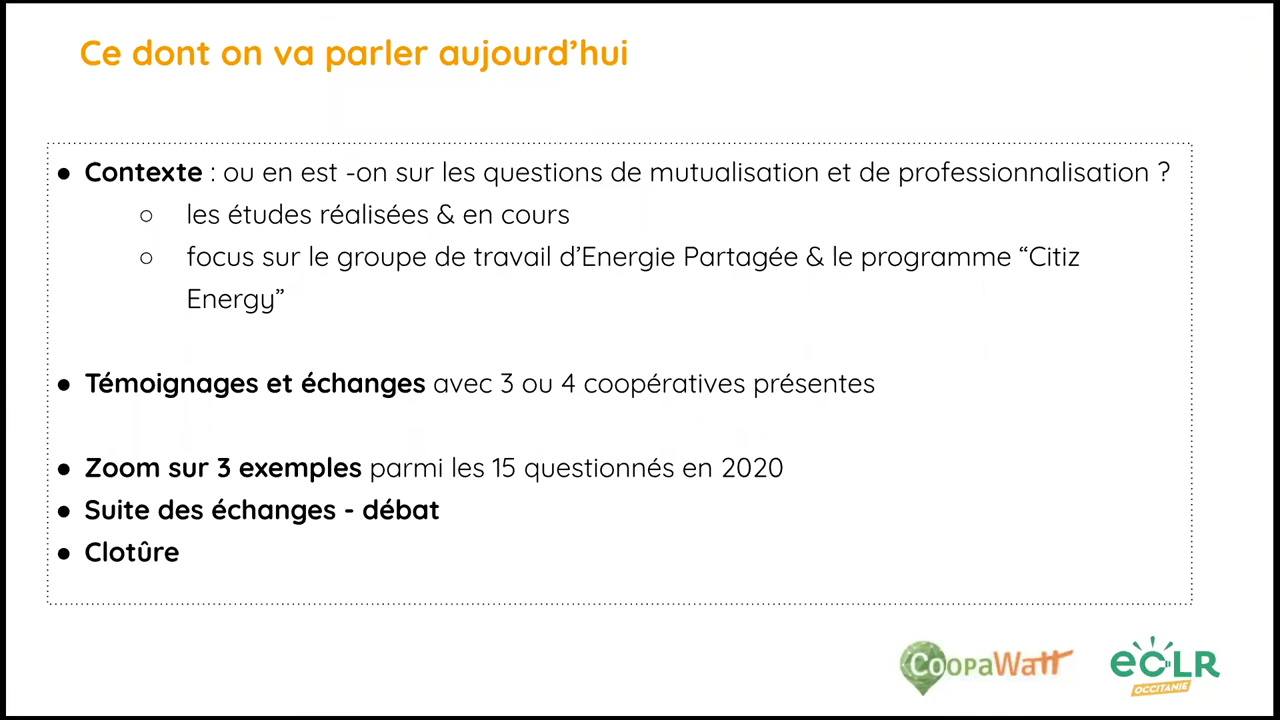 Ce dont on va parler aujourd’hui
● Contexte : ou en est -on sur les questions de mutualisation et de professionnalisation ?
○ les études réalisées & en cours
○ focus sur le groupe de travail d’Energie Partagée & le programme “Citiz
Energy”
● Témoignages et échanges avec 3 ou 4 coopératives présentes
● Zoom sur 3 exemples parmi les 15 questionnés en 2020
● Suite des échanges - débat
● Clotûre
CoopaWatt
eCLR
OCCITANIE